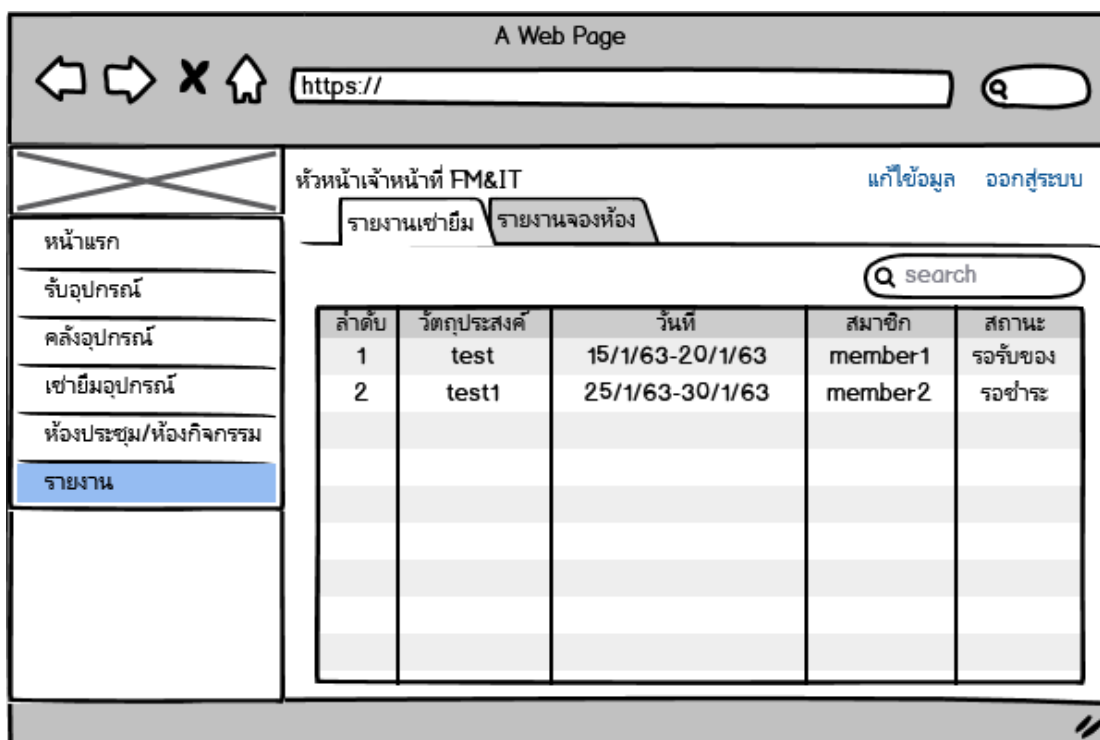 A Web Page
https://
หัวหน้าเจ้าหน้าที่ FM&IT
แก้ไข้อมูล
ออกสู่ระบบ
รายงานเช่ายืม
รายงานจองห้อง
หน้าแรก
รับอุปกรณ์
คลังอุปกรณ์
เช่ายืมอุปกรณ์
ห้องประชุม/ห้องกิจกรรม
รายงาน
search
ลำดับ วัตถุประสงค์ วันที่ สมาชิก สถานะ
1 test 15/1/63-20/1/63 member1 รอรับของ
2 test1 25/1/63-30/1/63 member2 รอชำระ